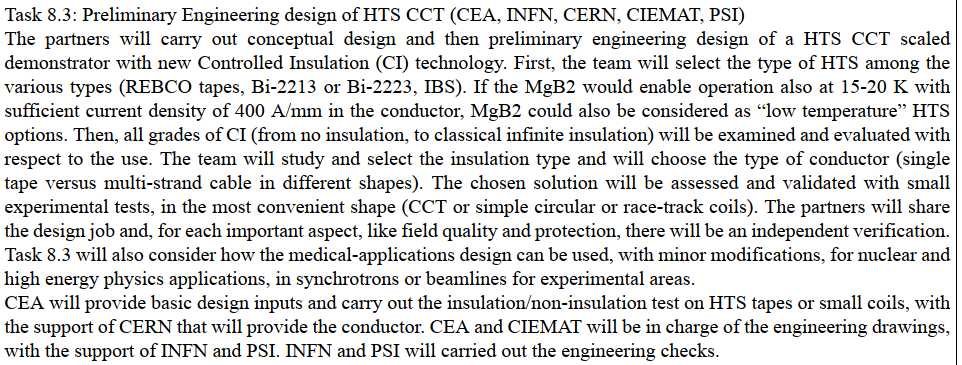 Task 8.3: Preliminary Engineering design of HTS CCT (CEA, INFN, CERN, CIEMAT, PSI)
The partners will carry out conceptual design and then preliminary engineering design of a HTS CCT scaled
demonstrator with new Controlled Insulation (CI) technology. First, the team will select the type of HTS among the
various types (REBCO tapes, Bi-2213 or Bi-2223, IBS). If the MgB2 would enable operation also at 15-20 K with
sufficient current density of 400 A/mm in the conductor, MgB2 could also be considered as “low temperature” HTS
options. Then, all grades of CI (from no insulation, to classical infinite insulation) will be examined and evaluated with
respect to the use. The team will study and select the insulation type and will choose the type of conductor (single
tape versus multi-strand cable in different shapes). The chosen solution will be assessed and validated with small
experimental tests, in the most convenient shape (CCT or simple circular or race-track coils). The partners will share
the design job and, for each important aspect, like field quality and protection, there will be an independent verification.
Task 8.3 will also consider how the medical-applications design can be used, with minor modifications, for nuclear and
high energy physics applications, in synchrotrons or beamlines for experimental areas.
CEA will provide basic design inputs and carry out the insulation/non-insulation test on HTS tapes or small coils, with
the support of CERN that will provide the conductor. CEA and CIEMAT will be in charge of the engineering drawings,
with the support of INFN and PSI. INFN and PSI will carried out the engineering checks.